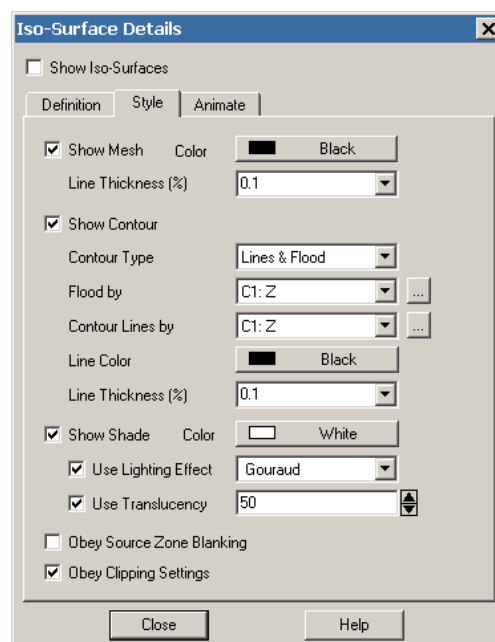 Iso-Surface Details
Show Iso-Surfaces
Definition Style Animate
Show Mesh Color Black
Line Thickness (%) 0.1
Show Contour
Contour Type Lines & Flood
Flood by C1: Z ...
Contour Lines by C1: Z ...
Line Color Black
Line Thickness (%) 0.1
Show Shade Color White
Use Lighting Effect Gouraud
Use Translucency 50
Obey Source Zone Blanking
Obey Clipping Settings
Close Help